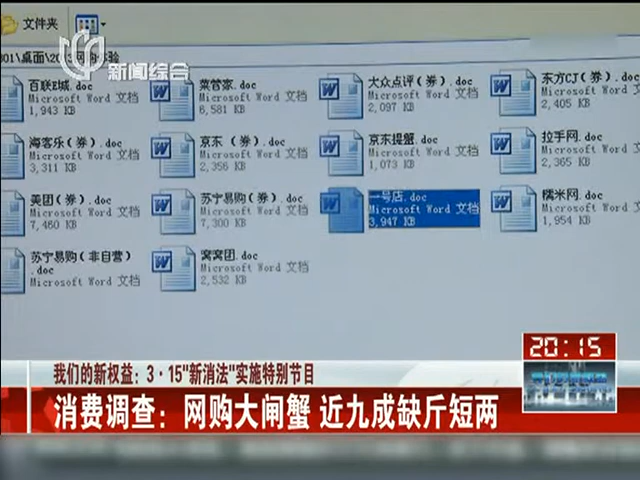 文件夹
新闻综合
百联E城.doc
Microsoft Word 文档
1,943 KB
菜管家.doc
Microsoft Word 文档
6,581 KB
大众点评(券).doc
Microsoft Word 文档
2,097 KB
东方CJ(券).doc
Microsoft Word
2,405 KB
海客乐(券).doc
Microsoft Word 文档
3,311 KB
京东 (券).doc
Microsoft Word 文档
2,356 KB
京东提蟹.doc
Microsoft Word 文档
1,073 KB
拉手网.doc
Microsoft Word 文档
2,365 KB
美团(券).doc
Microsoft Word 文档
7,460 KB
苏宁易购(券).doc
Microsoft Word 文档
7,300 KB
一号店.doc
Microsoft Word 文档
3,947 KB
糯米网.doc
Microsoft Word
1,954 KB
苏宁易购(非自营)
.doc
Microsoft Word 文档
窝窝团.doc
Microsoft Word 文档
2,532 KB
20:15
我们的新权益：3·15"新消法"实施特别节目
消费调查：网购大闸蟹 近九成缺斤短两